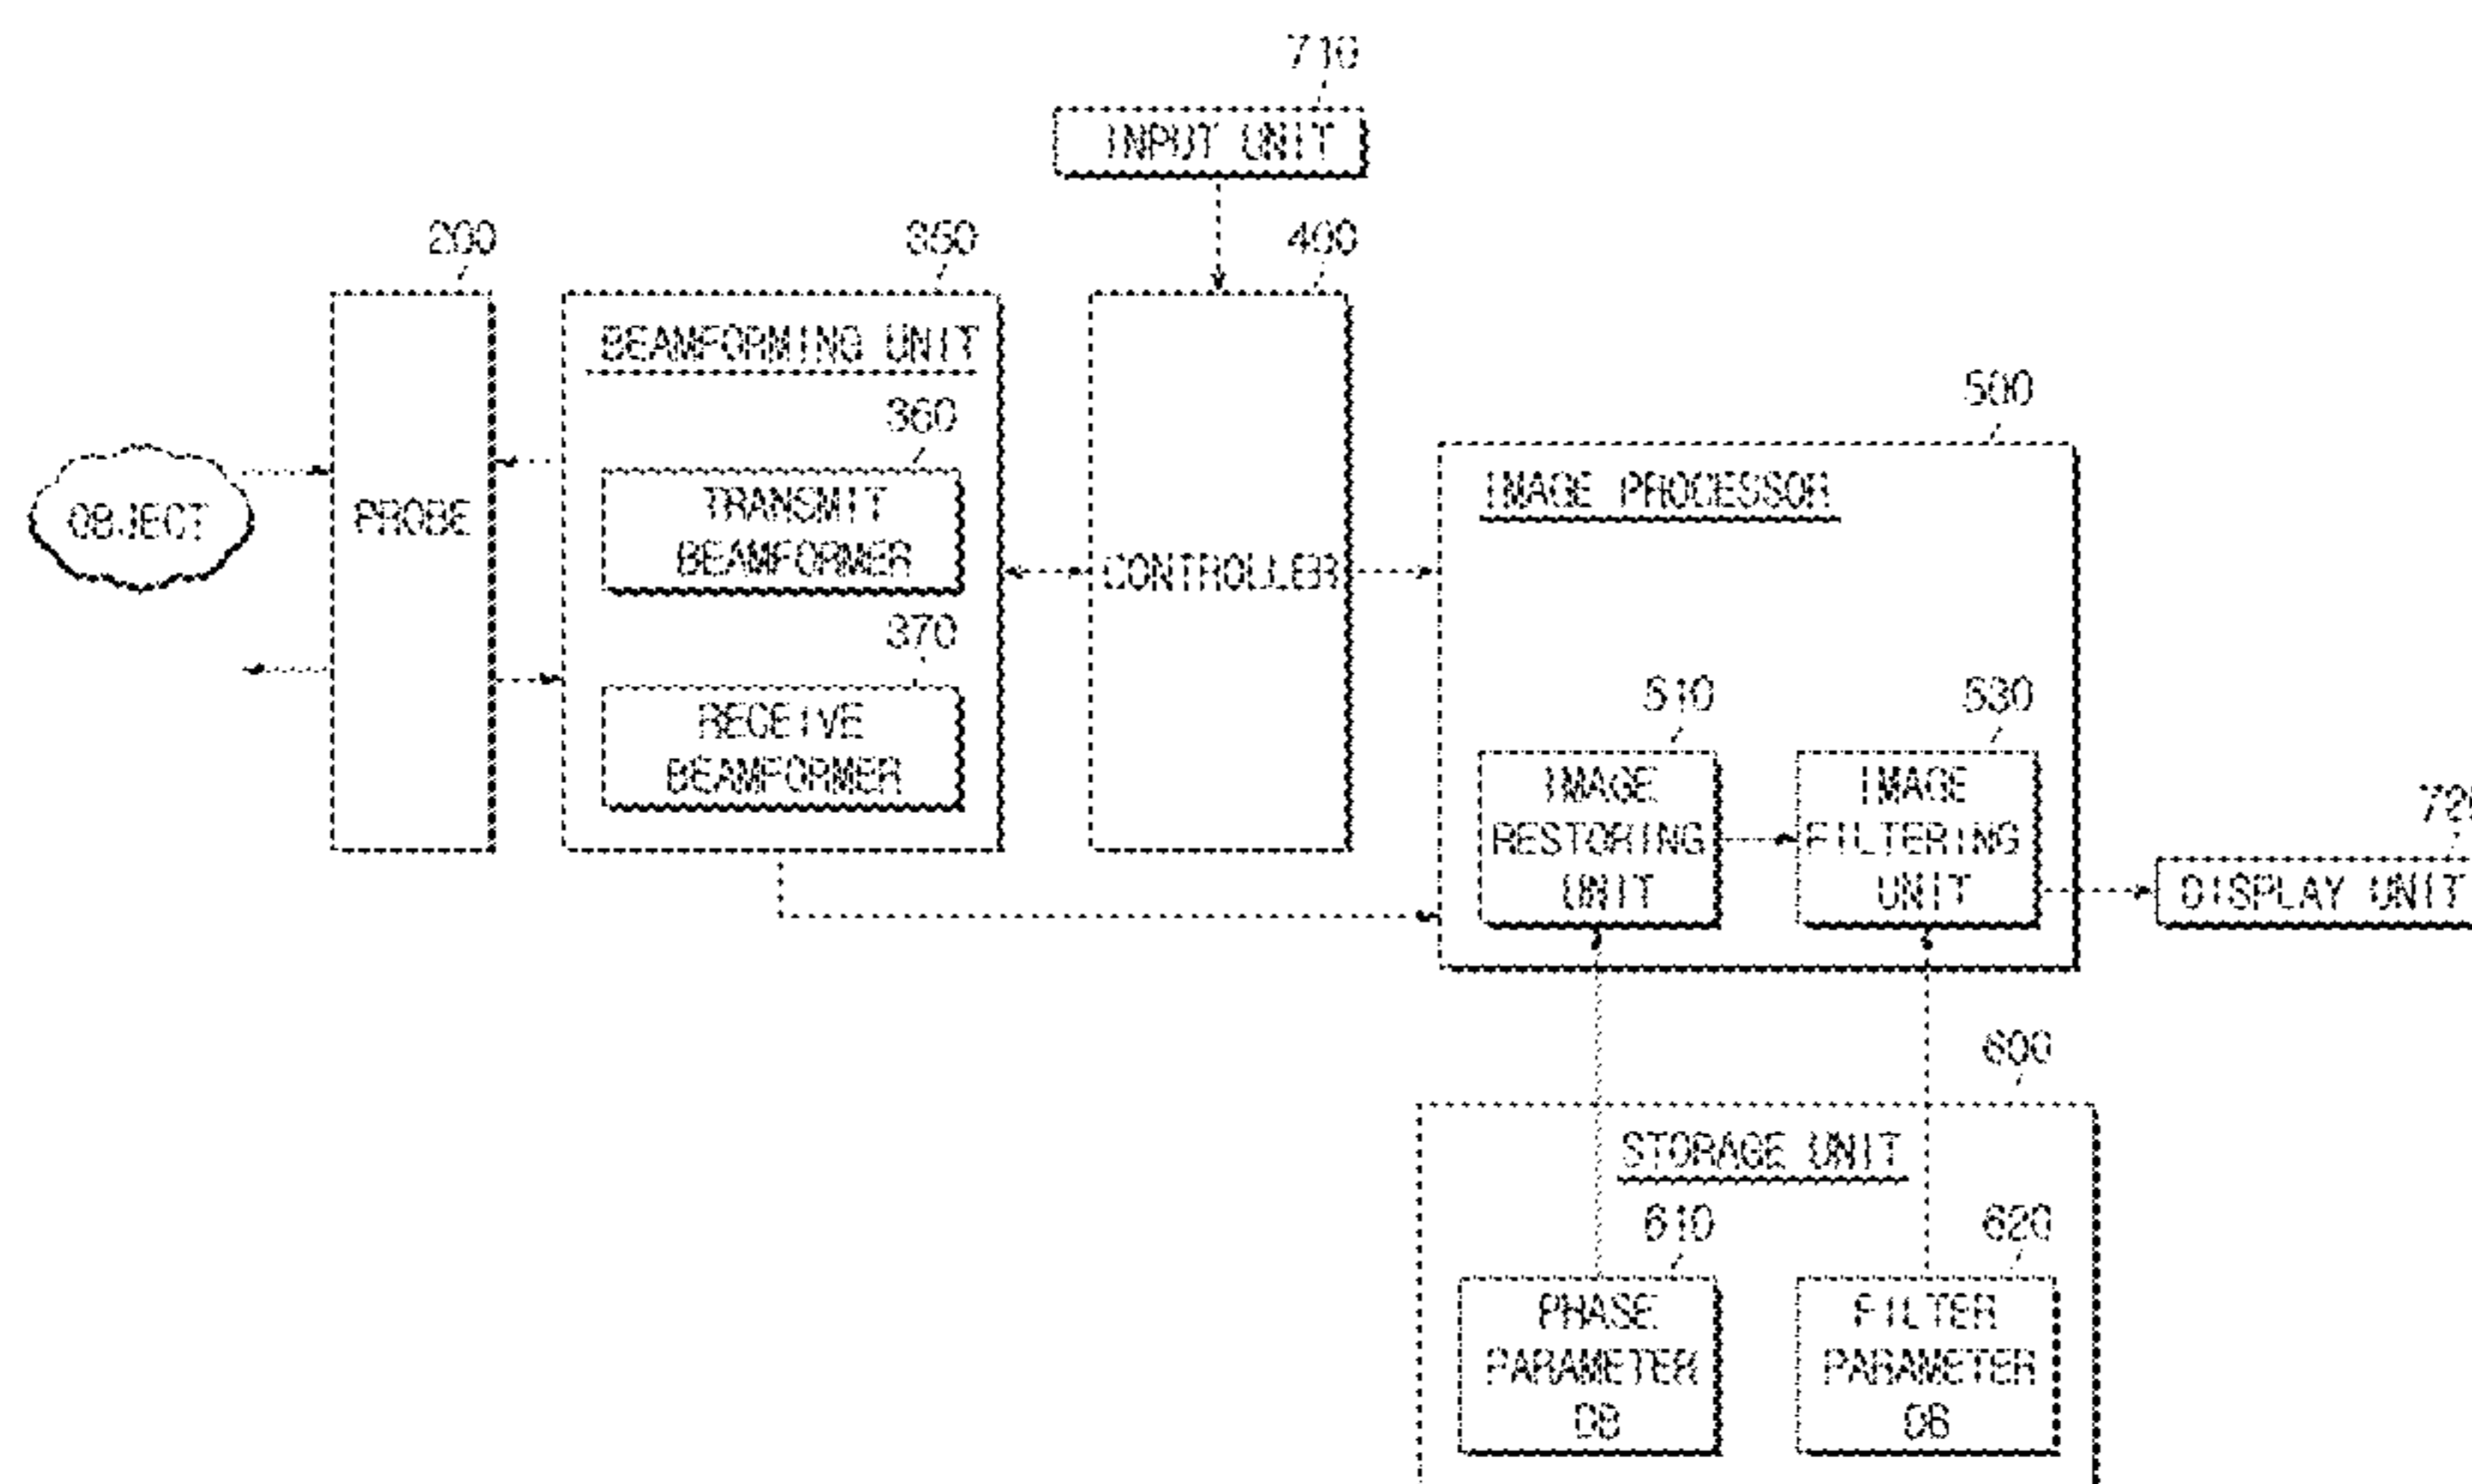 710
INPUT UNIT
200
350
400
BEAMFORMING UNIT
360
500
IMAGE PROCESSOR
TRANSMIT
BEAMFORMER
OBJECT
PROBE
CONTROLLER
370
RECEIVE
BEAMFORMER
510
530
IMAGE
RESTORING
UNIT
IMAGE
FILTERING
UNIT
DISPLAY UNIT
600
STORAGE UNIT
610
620
PHASE
PARAMETER
DB
FILTER
PARAMETER
DB